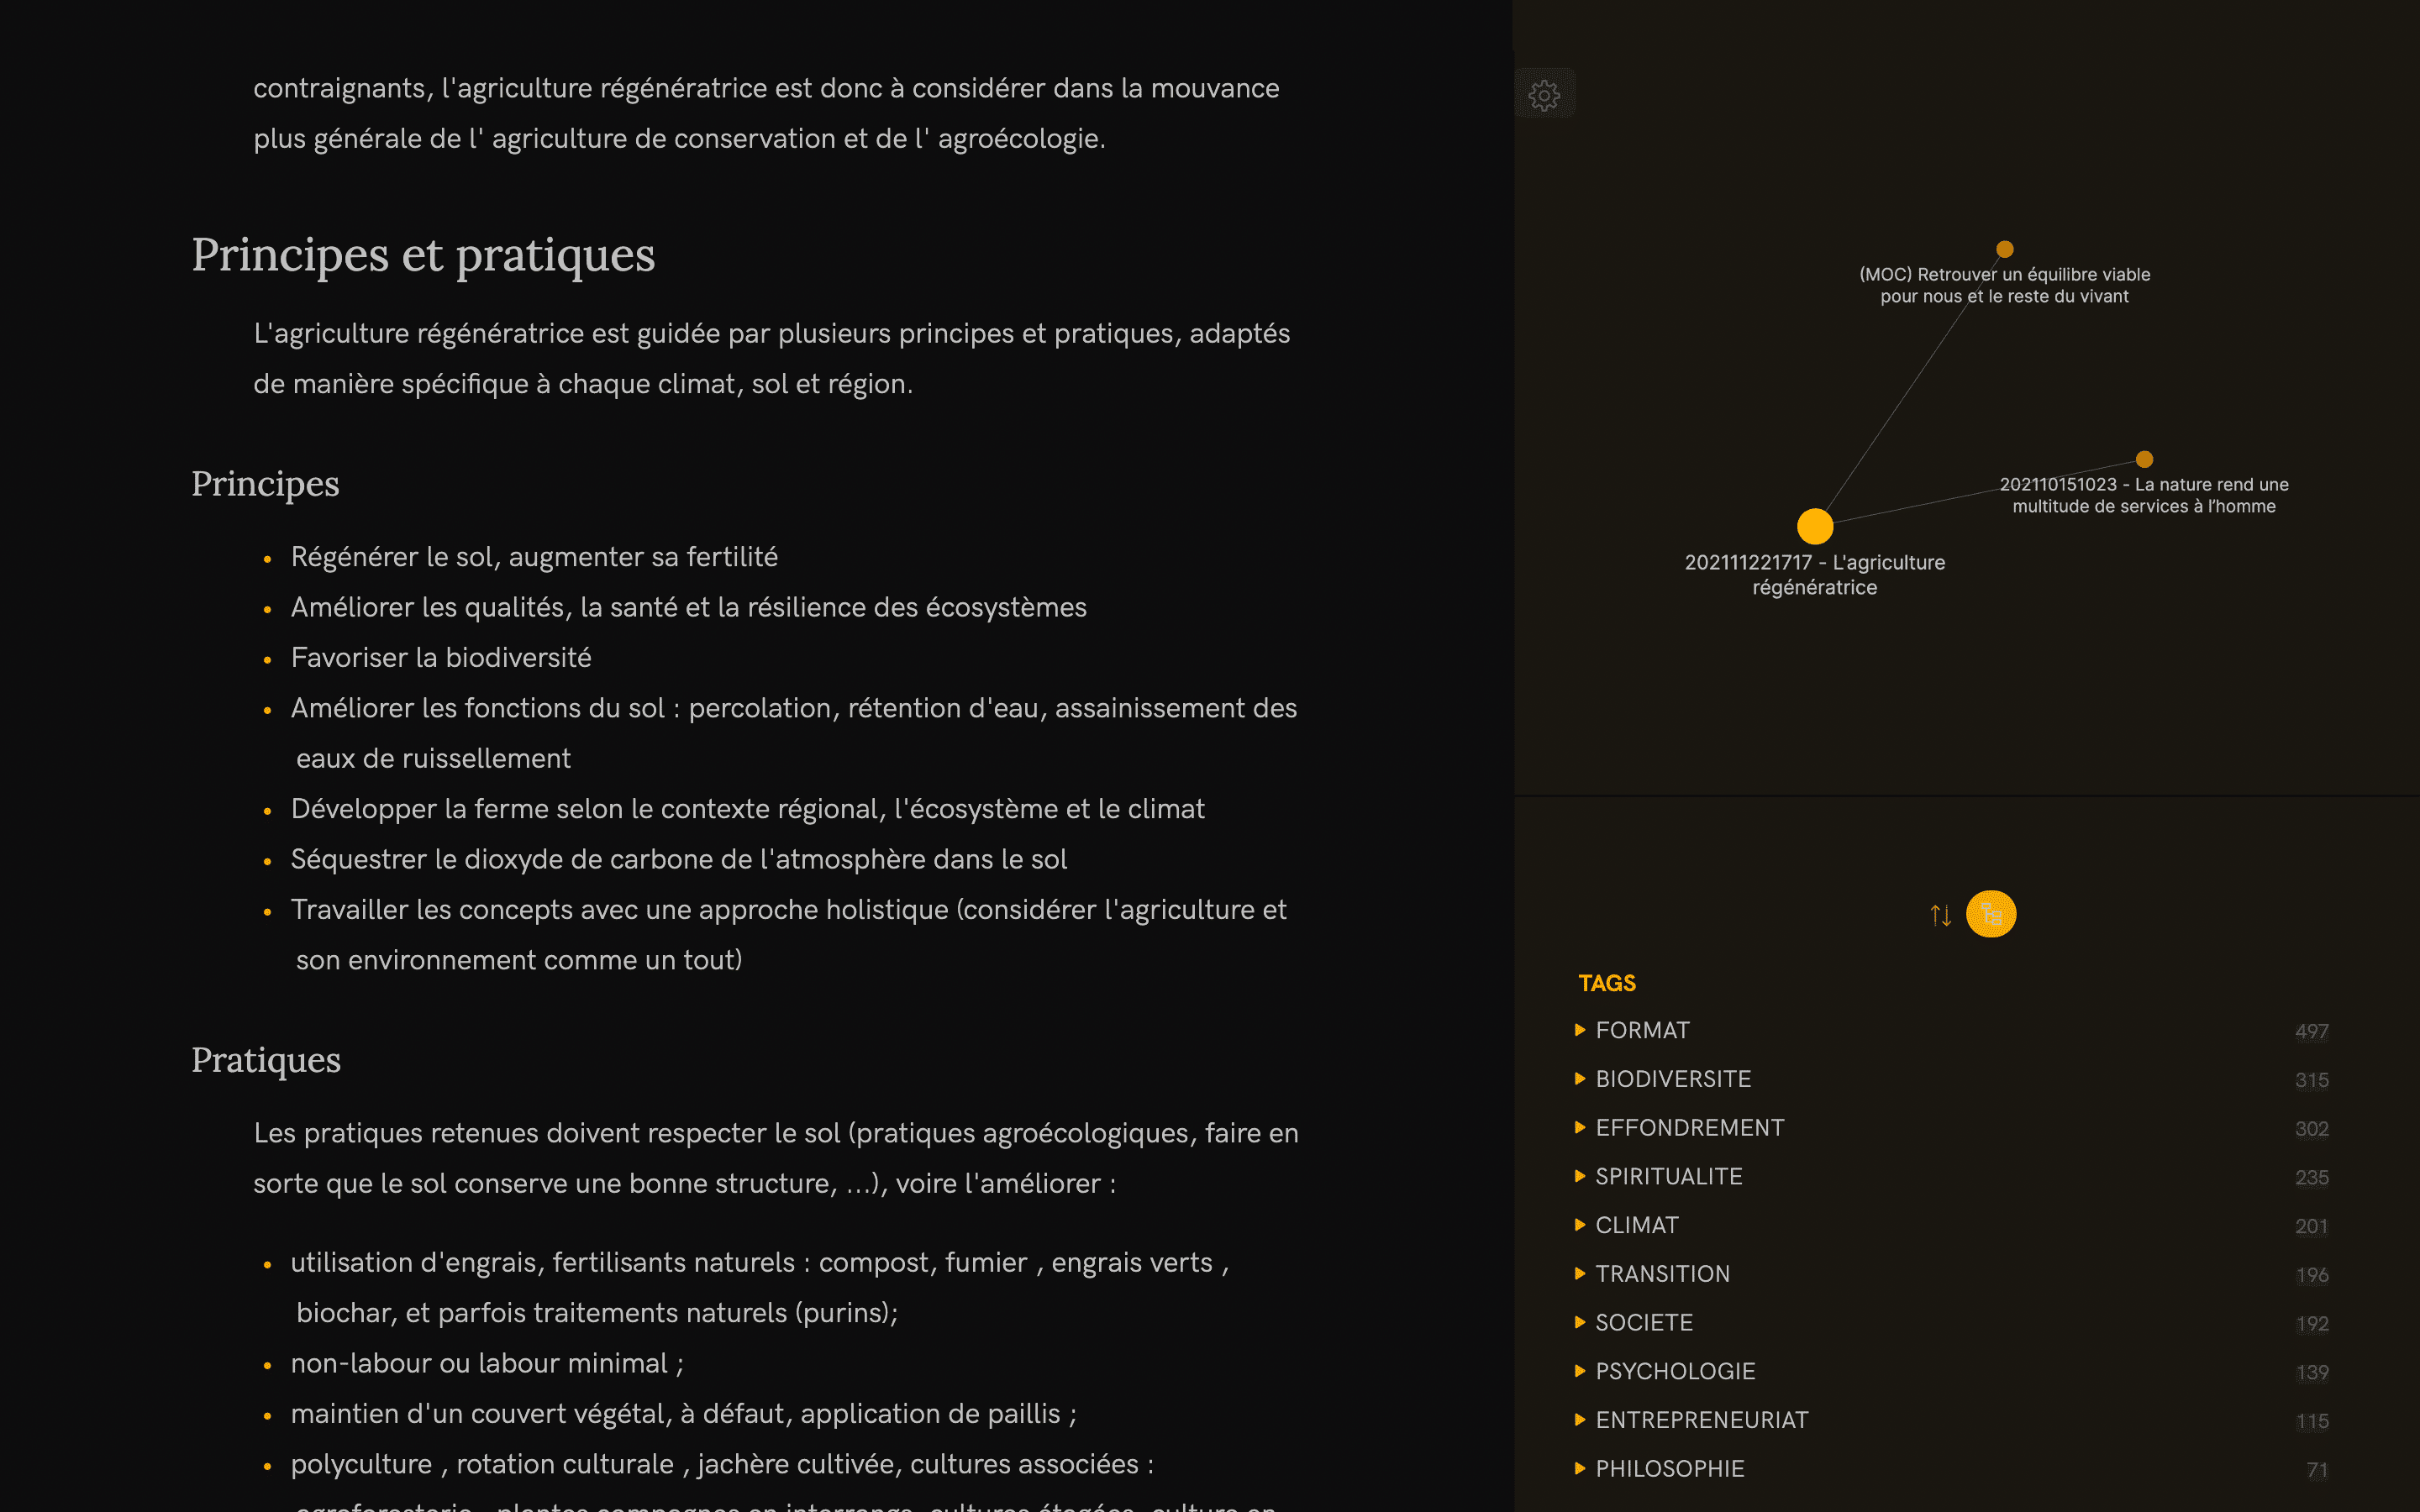 contraignants, l'agriculture régénératrice est donc à considérer dans la mouvance
plus générale de l' agriculture de conservation et de l' agroécologie.
Principes et pratiques
L'agriculture régénératrice est guidée par plusieurs principes et pratiques, adaptés
de manière spécifique à chaque climat, sol et région.
Principes
• Régénérer le sol, augmenter sa fertilité
• Améliorer les qualités, la santé et la résilience des écosystèmes
• Favoriser la biodiversité
• Améliorer les fonctions du sol : percolation, rétention d'eau, assainissement des
eaux de ruissellement
• Développer la ferme selon le contexte régional, l'écosystème et le climat
• Séquestrer le dioxyde de carbone de l'atmosphère dans le sol
• Travailler les concepts avec une approche holistique (considérer l'agriculture et
son environnement comme un tout)
Pratiques
Les pratiques retenues doivent respecter le sol (pratiques agroécologiques, faire en
sorte que le sol conserve une bonne structure, ...), voire l'améliorer :
• utilisation d'engrais, fertilisants naturels : compost, fumier , engrais verts ,
biochar, et parfois traitements naturels (purins);
• non-labour ou labour minimal ;
• maintien d'un couvert végétal, à défaut, application de paillis ;
• polyculture , rotation culturale , jachère cultivée, cultures associées :
(MOC) Retrouver un équilibre viable
pour nous et le reste du vivant
202110151023 - La nature rend une
multitude de services à l’homme
202111221717 - L'agriculture
régénératrice
TAGS
FORMAT 497
BIODIVERSITE 315
EFFONDREMENT 302
SPIRITUALITE 235
CLIMAT 201
TRANSITION 196
SOCIETE 192
PSYCHOLOGIE 139
ENTREPRENEURIAT 115
PHILOSOPHIE 71